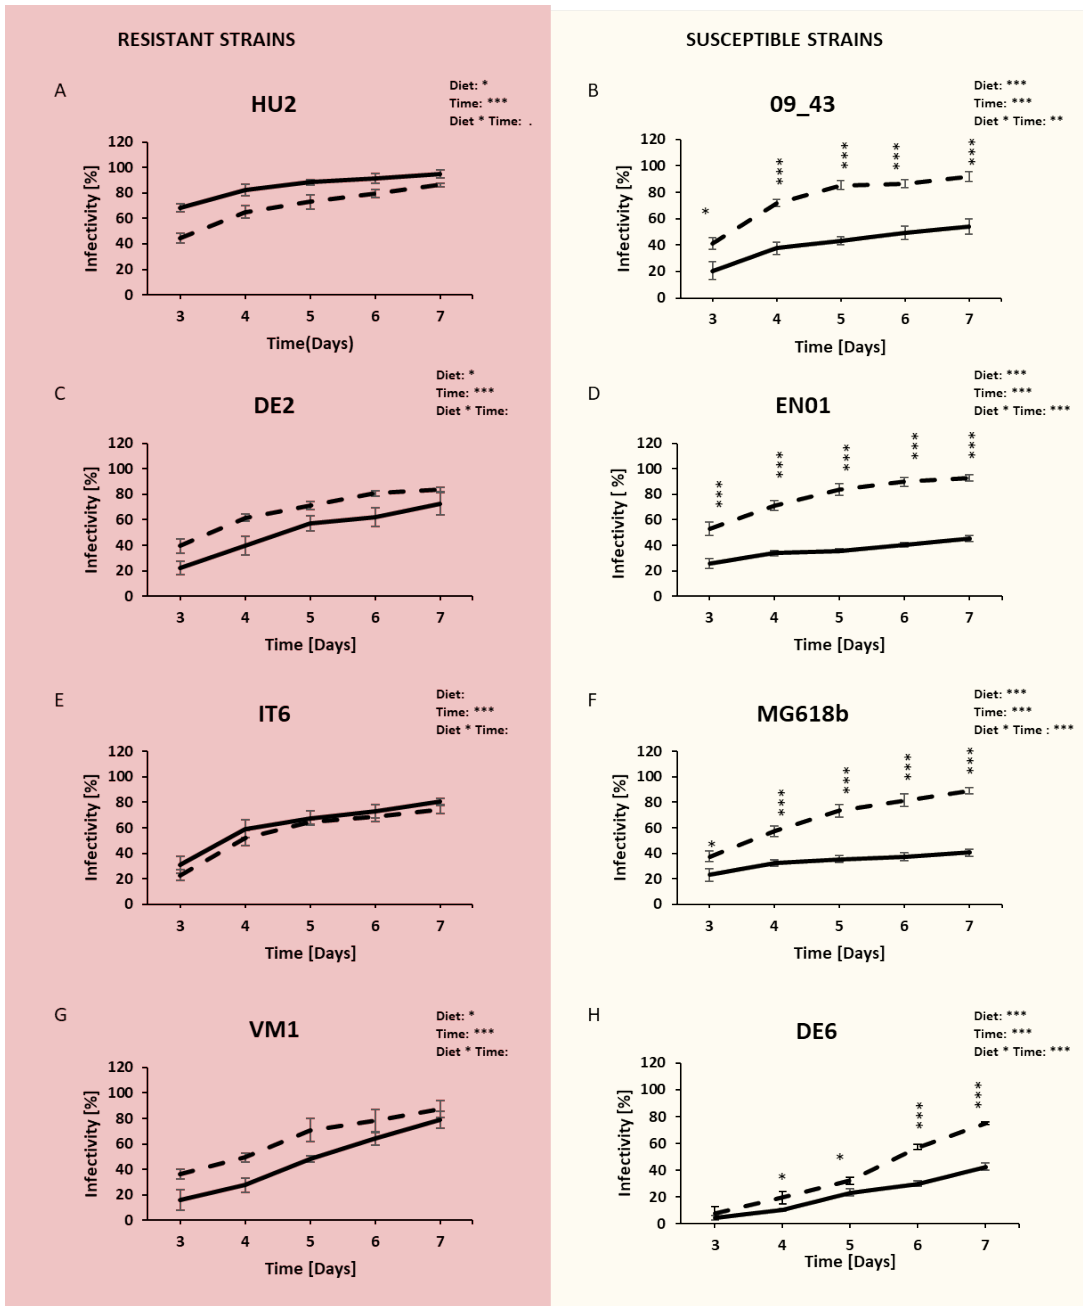 RESISTANT STRAINS
SUSCEPTIBLE STRAINS
A
HU2
Diet: *
Time: ***
Diet * Time: .
Infectivity [%]
120
100
80
60
40
20
0
3 4 5 6 7
Time(Days)
B
09_43
Diet: ***
Time: ***
Diet * Time: **
Infectivity [%]
120
100
80
60
40
20
0
* *** *** *** ***
3 4 5 6 7
Time [Days]
C
DE2
Diet: *
Time: ***
Diet * Time:
Infectivity [%]
120
100
80
60
40
20
0
3 4 5 6 7
Time [Days]
D
EN01
Diet: ***
Time: ***
Diet * Time: ***
Infectivity [ %]
120
100
80
60
40
20
0
*** *** *** *** ***
3 4 5 6 7
Time [Days]
E
IT6
Diet:
Time: ***
Diet * Time:
Infectivity [%]
120
100
80
60
40
20
0
3 4 5 6 7
Time [Days]
F
MG618b
Diet: ***
Time: ***
Diet * Time : ***
Infectivity [%]
120
100
80
60
40
20
0
* *** *** *** ***
3 4 5 6 7
Time [Days]
G
VM1
Diet: *
Time: ***
Diet * Time:
Infectivity [%]
120
100
80
60
40
20
0
3 4 5 6 7
Time [Days]
H
DE6
Diet: ***
Time: ***
Diet * Time: ***
Infectivity [%]
120
100
80
60
40
20
0
* * *** ***
3 4 5 6 7
Time [Days]